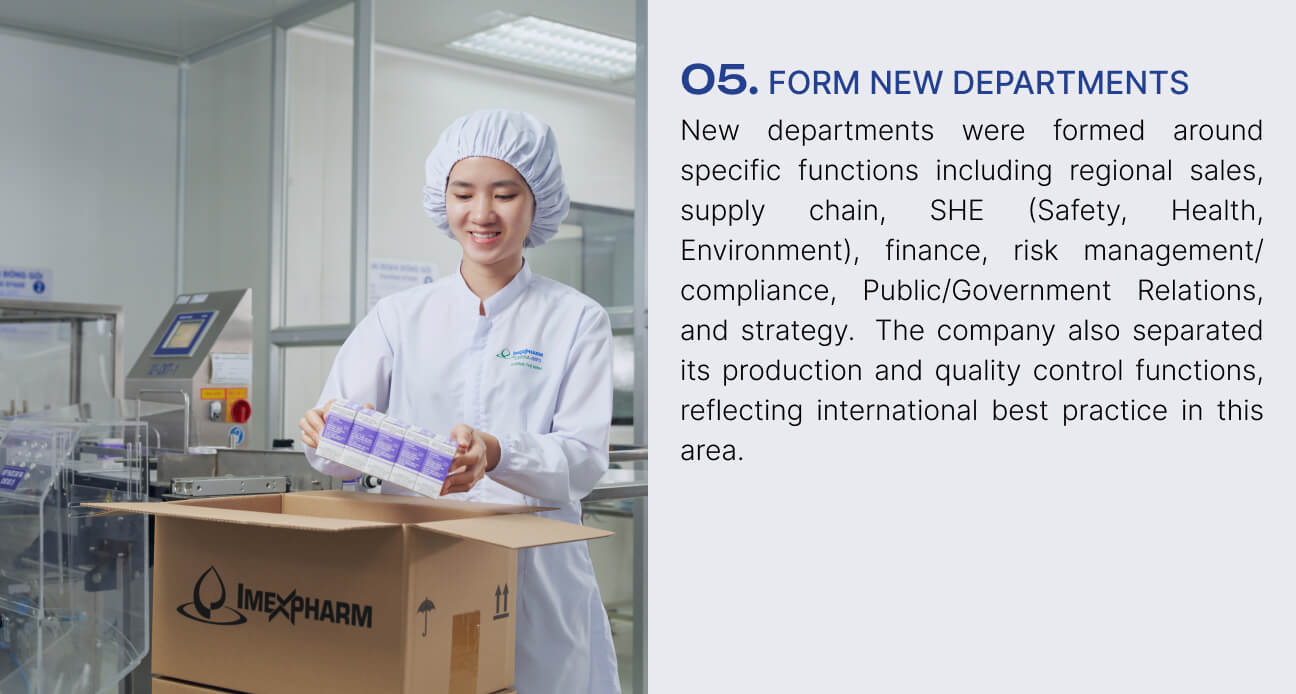 05. FORM NEW DEPARTMENTS
New departments were formed around
specific functions including regional sales,
supply chain, SHE (Safety, Health,
Environment), finance, risk management/
compliance, Public/Government Relations,
and strategy. The company also separated
its production and quality control functions,
reflecting international best practice in this
area.
IMEXPHARM
IMEXPHARM